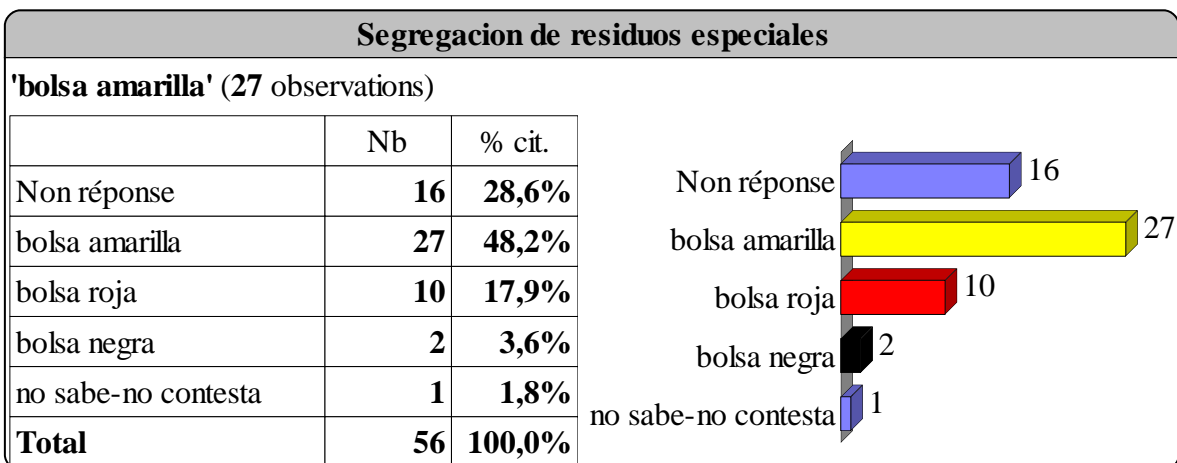 Segregacion de residuos especiales
'bolsa amarilla' (27 observations)
Nb % cit.
Non réponse 16 28,6%
bolsa amarilla 27 48,2%
bolsa roja 10 17,9%
bolsa negra 2 3,6%
no sabe-no contesta 1 1,8%
Total 56 100,0%
Non réponse 16
bolsa amarilla 27
bolsa roja 10
bolsa negra 2
no sabe-no contesta 1